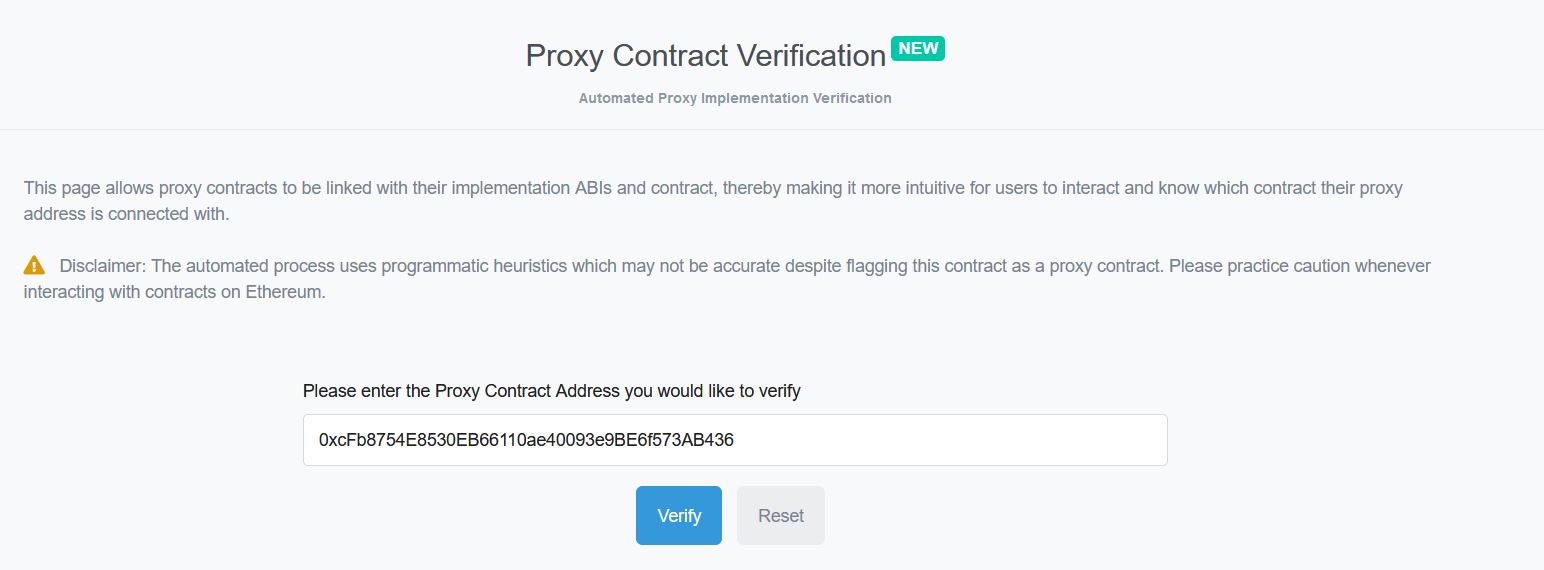 Proxy Contract Verification NEW
Automated Proxy Implementation Verification
This page allows proxy contracts to be linked with their implementation ABIs and contract, thereby making it more intuitive for users to interact and know which contract their proxy
address is connected with.
Disclaimer: The automated process uses programmatic heuristics which may not be accurate despite flagging this contract as a proxy contract. Please practice caution whenever
interacting with contracts on Ethereum.
Please enter the Proxy Contract Address you would like to verify
0xcFb8754E8530EB66110ae40093e9BE6f573AB436
Verify Reset